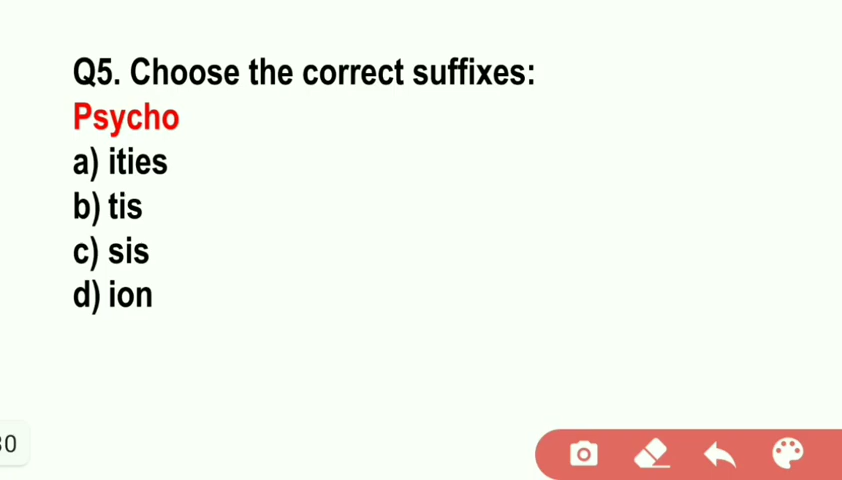 Q5. Choose the correct suffixes:
Psycho
a) ities
b) tis
c) sis
d) ion